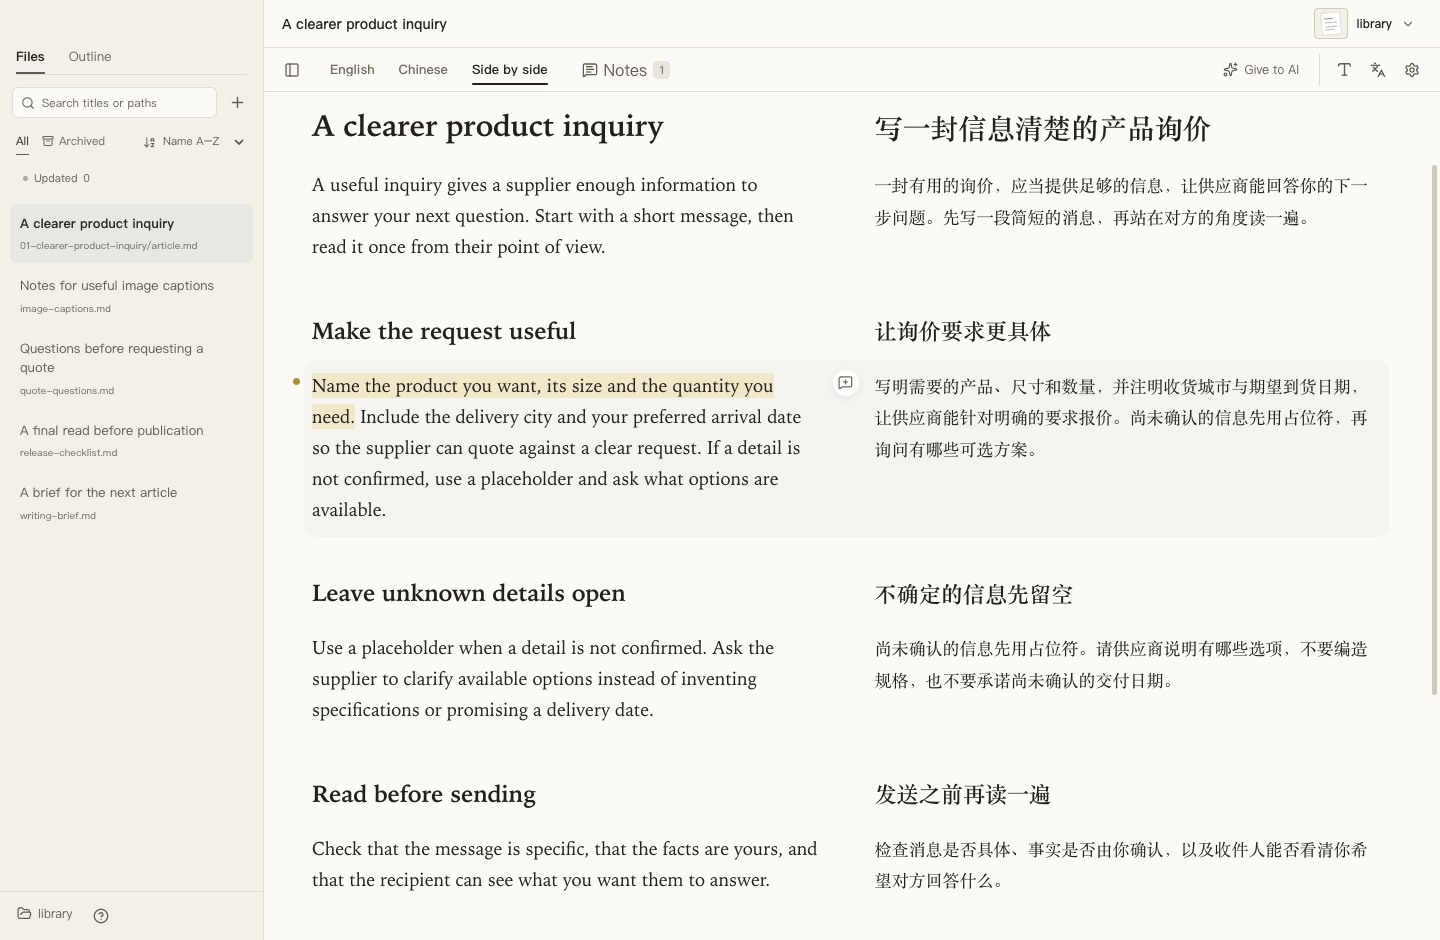 A clearer product inquiry
library
Files
Outline
English
Chinese
Side by side
Notes 1
Give to AI
Search titles or paths
All
Archived
Name A–Z
Updated 0
A clearer product inquiry
01-clearer-product-inquiry/article.md
Notes for useful image captions
image-captions.md
Questions before requesting a
quote
quote-questions.md
A final read before publication
release-checklist.md
A brief for the next article
writing-brief.md
library
A clearer product inquiry
A useful inquiry gives a supplier enough information to
answer your next question. Start with a short message, then
read it once from their point of view.
Make the request useful
Name the product you want, its size and the quantity you
need. Include the delivery city and your preferred arrival date
so the supplier can quote against a clear request. If a detail is
not confirmed, use a placeholder and ask what options are
available.
Leave unknown details open
Use a placeholder when a detail is not confirmed. Ask the
supplier to clarify available options instead of inventing
specifications or promising a delivery date.
Read before sending
Check that the message is specific, that the facts are yours, and
that the recipient can see what you want them to answer.
写一封信息清楚的产品询价
一封有用的询价，应当提供足够的信息，让供应商能回答你的下一
步问题。先写一段简短的消息，再站在对方的角度读一遍。
让询价要求更具体
写明需要的产品、尺寸和数量，并注明收货城市与期望到货日期，
让供应商能针对明确的要求报价。尚未确认的信息先用占位符，再
询问有哪些可选方案。
不确定的信息先留空
尚未确认的信息先用占位符。请供应商说明有哪些选项，不要编造
规格，也不要承诺尚未确认的交付日期。
发送之前再读一遍
检查消息是否具体、事实是否由你确认，以及收件人能否看清你希
望对方回答什么。